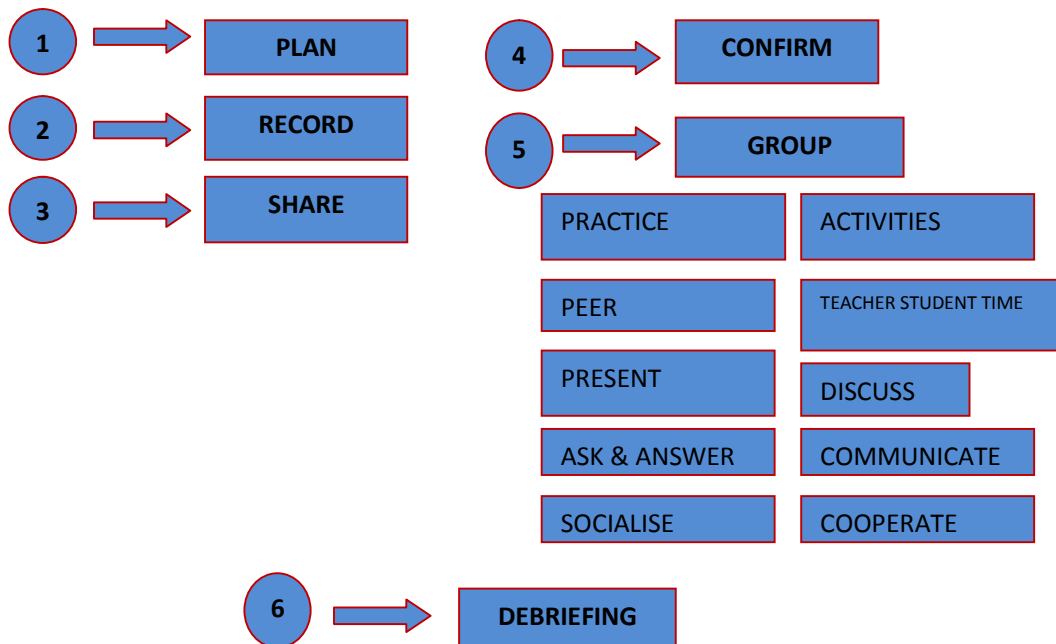 1 PLAN
2 RECORD
3 SHARE
4 CONFIRM
5 GROUP
PRACTICE ACTIVITIES
PEER TEACHER STUDENT TIME
PRESENT DISCUSS
ASK & ANSWER COMMUNICATE
SOCIALISE COOPERATE
6 DEBRIEFING